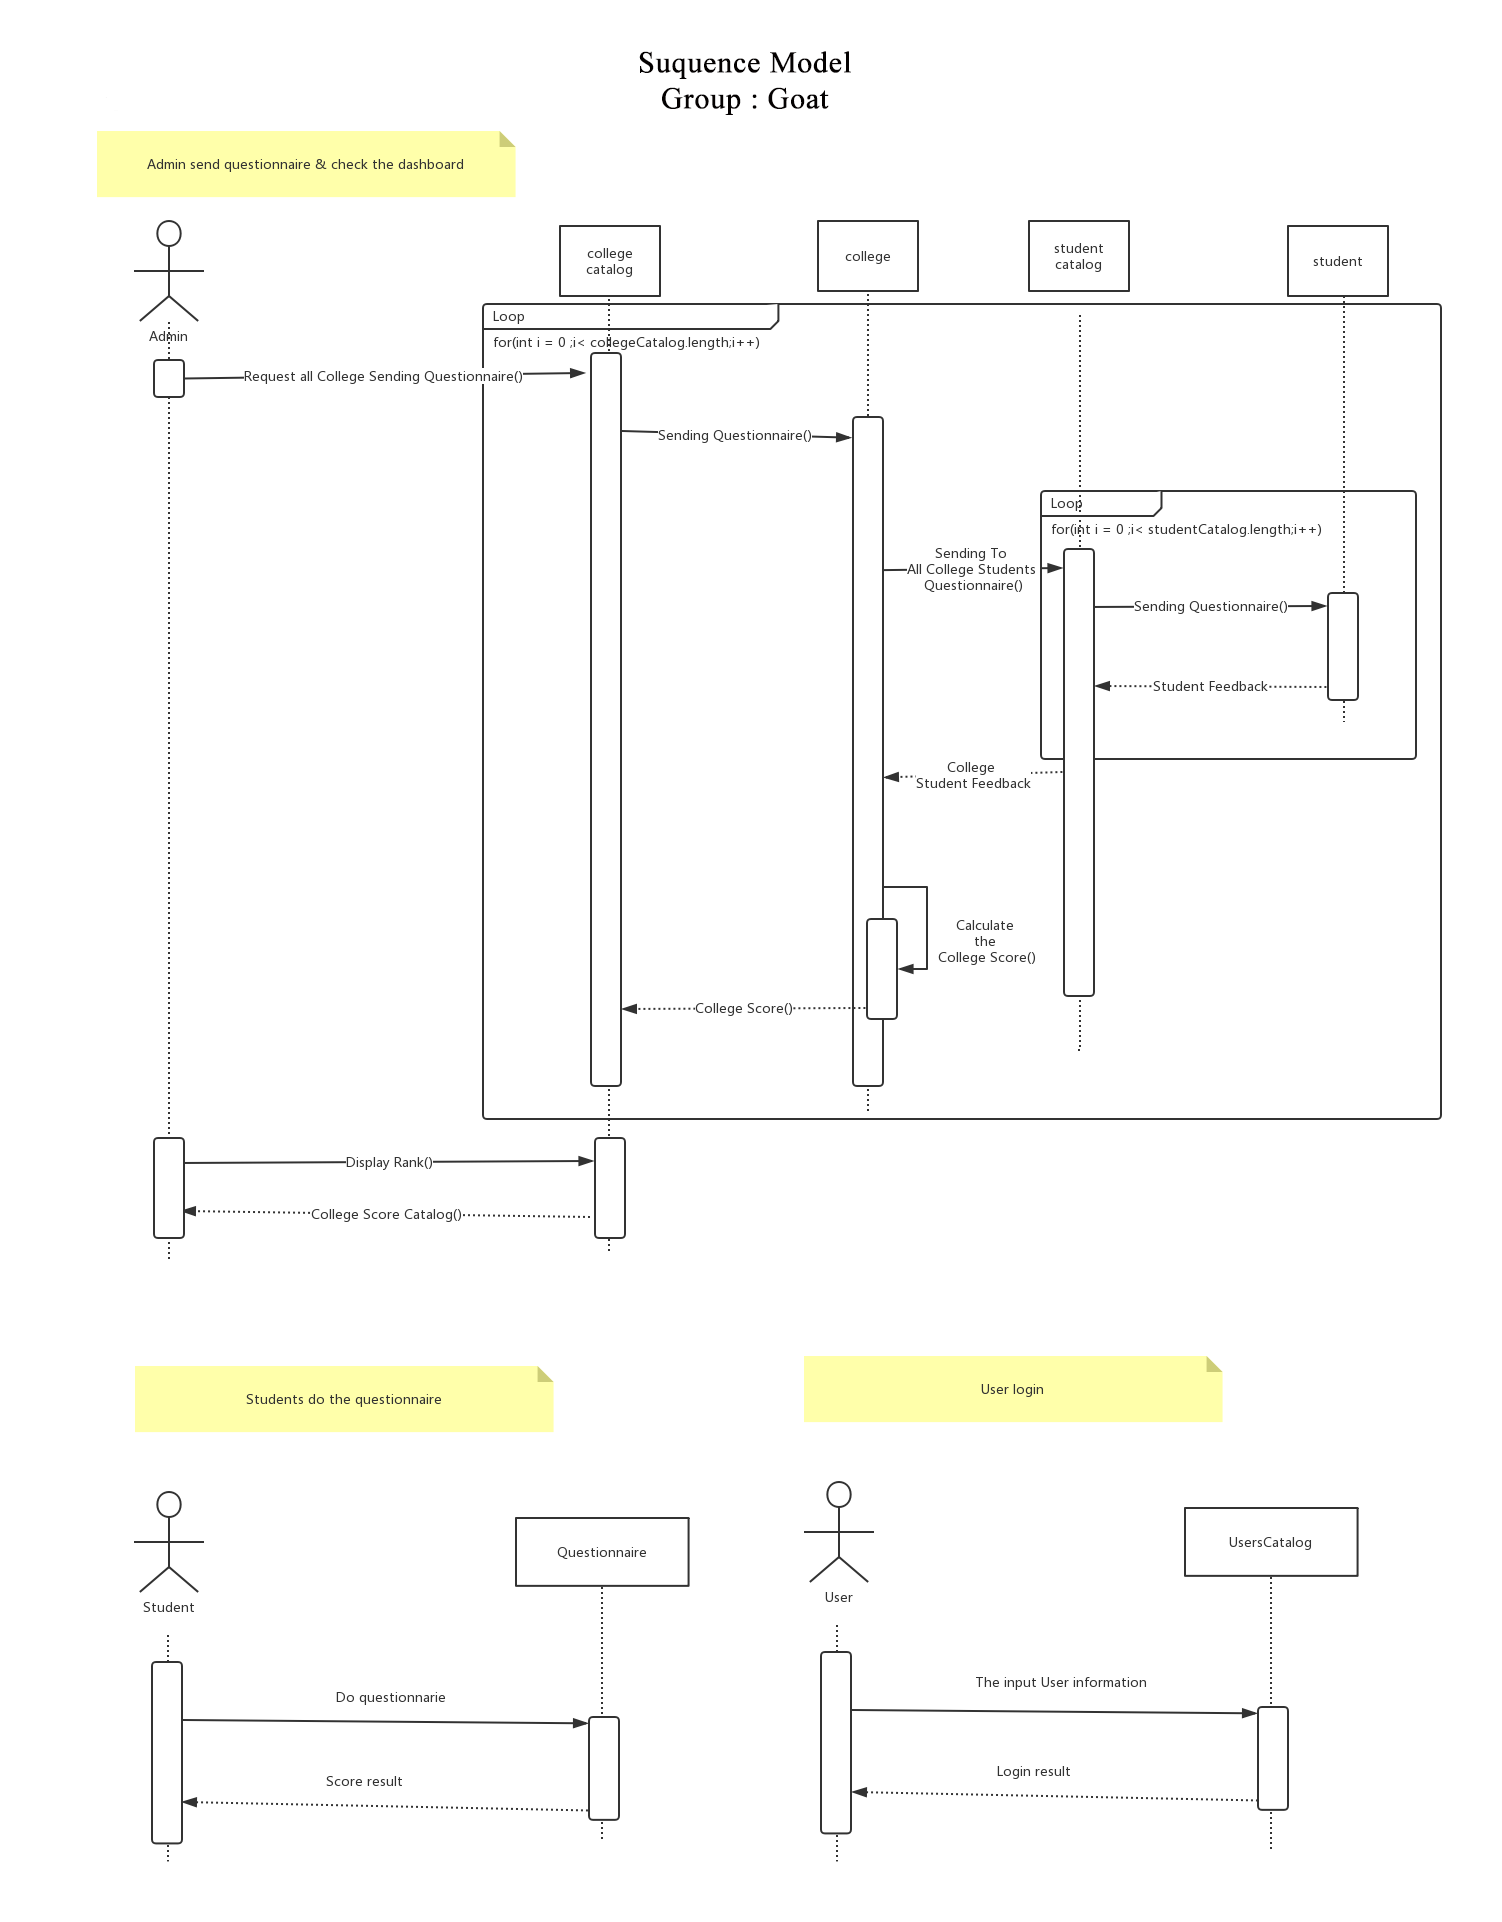 Suquence Model
Group : Goat
Admin send questionnaire & check the dashboard
college
catalog
college
student
catalog
student
Admin
Loop
for(int i = 0 ;i< collegeCatalog.length;i++)
Request all College Sending Questionnaire()
Sending Questionnaire()
Loop
for(int i = 0 ;i< studentCatalog.length;i++)
Sending To
All College Students
Questionnaire()
Sending Questionnaire()
Student Feedback
College
Student Feedback
Calculate
the
College Score()
College Score()
Display Rank()
College Score Catalog()
Students do the questionnaire
User login
Student
Questionnaire
User
UsersCatalog
Do questionnarie
Score result
The input User information
Login result